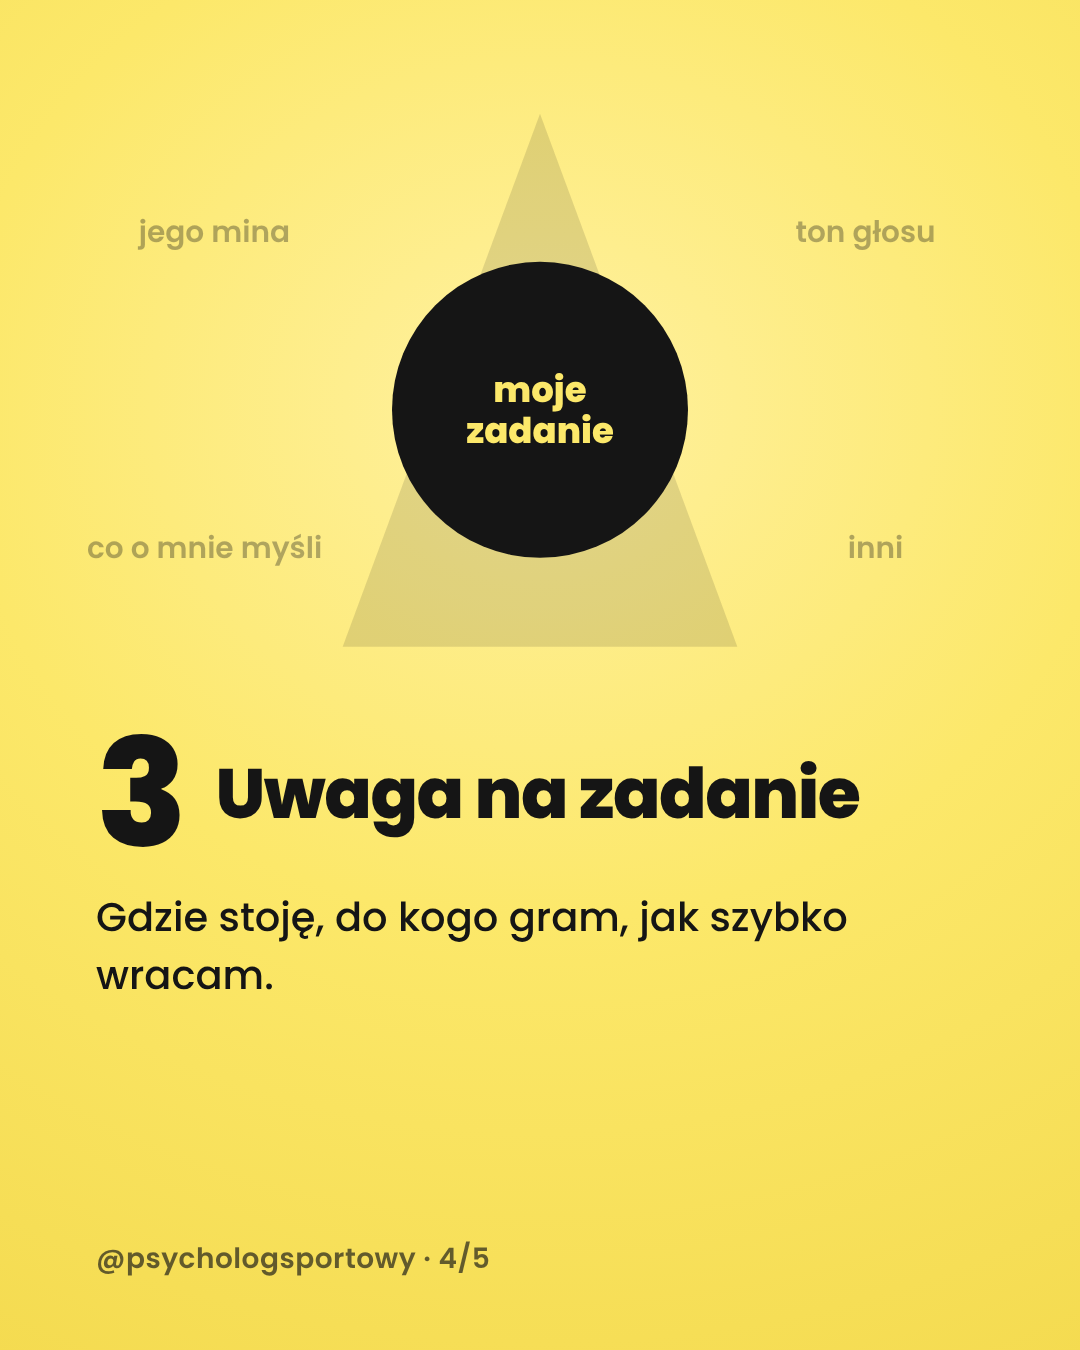 jego mina
ton głosu
moje
zadanie
co o mnie myśli
inni
3 Uwaga na zadanie
Gdzie stoję, do kogo gram, jak szybko
wracam.
@psychologsportowy · 4/5